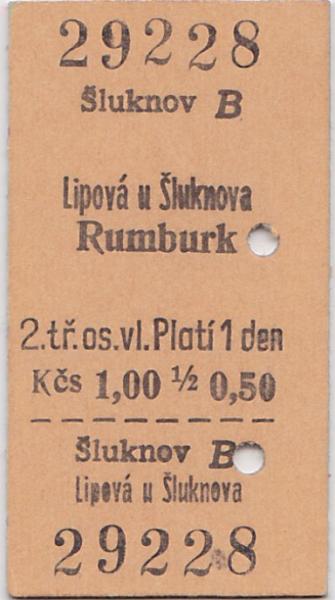 29228
Šluknov B
Lipová u Šluknova
Rumburk
2.tř.os.vl.Platí 1 den
Kčs 1,00 ½ 0,50
Šluknov B
Lipová u Šluknova
29228